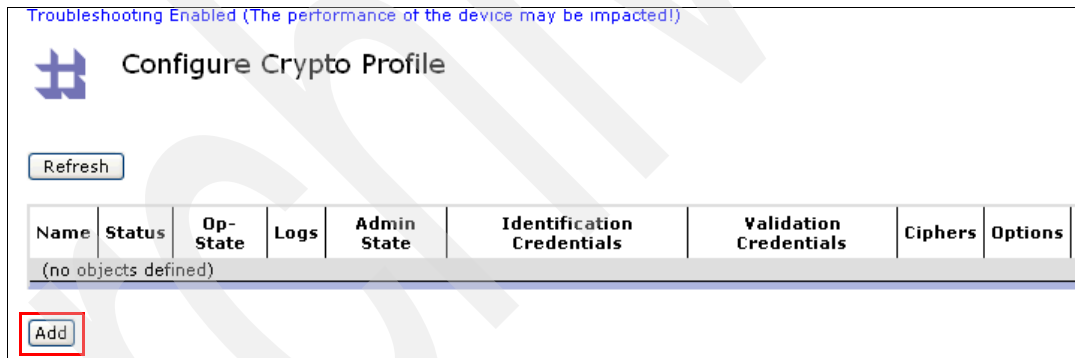 Troubleshooting Enabled (The performance of the device may be impacted!)
Configure Crypto Profile
Refresh
Name Status Op-State Logs Admin State Identification Credentials Validation Credentials Ciphers Options
(no objects defined)
Add